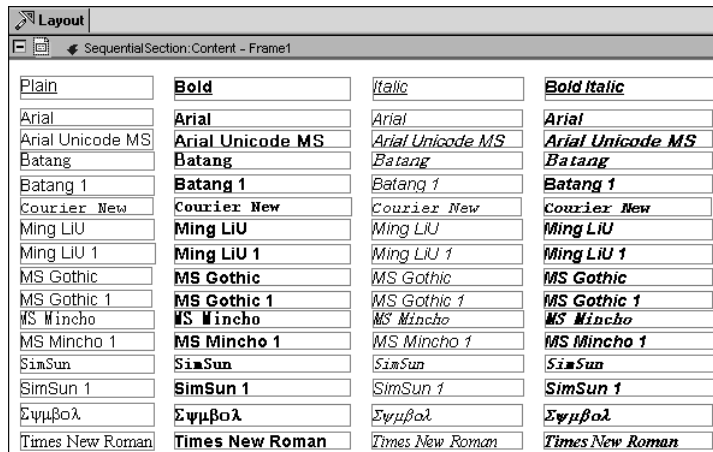 Layout
SequentialSection:Content - Frame1
Plain Bold Italic Bold Italic
Arial Arial Arial Arial
Arial Unicode MS Arial Unicode MS Arial Unicode MS Arial Unicode MS
Batang Batang Batang Batang
Batang 1 Batang 1 Batang 1 Batang 1
Courier New Courier New Courier New Courier New
Ming LiU Ming LiU Ming LiU Ming LiU
Ming LiU 1 Ming LiU 1 Ming LiU 1 Ming LiU 1
MS Gothic MS Gothic MS Gothic MS Gothic
MS Gothic 1 MS Gothic 1 MS Gothic 1 MS Gothic 1
MS Mincho MS Mincho MS Mincho MS Mincho
MS Mincho 1 MS Mincho 1 MS Mincho 1 MS Mincho 1
SimSun SimSun SimSun SimSun
SimSun 1 SimSun 1 SimSun 1 SimSun 1
Σψμβολ Σψμβολ Σψμβολ Σψμβολ
Times New Roman Times New Roman Times New Roman Times New Roman